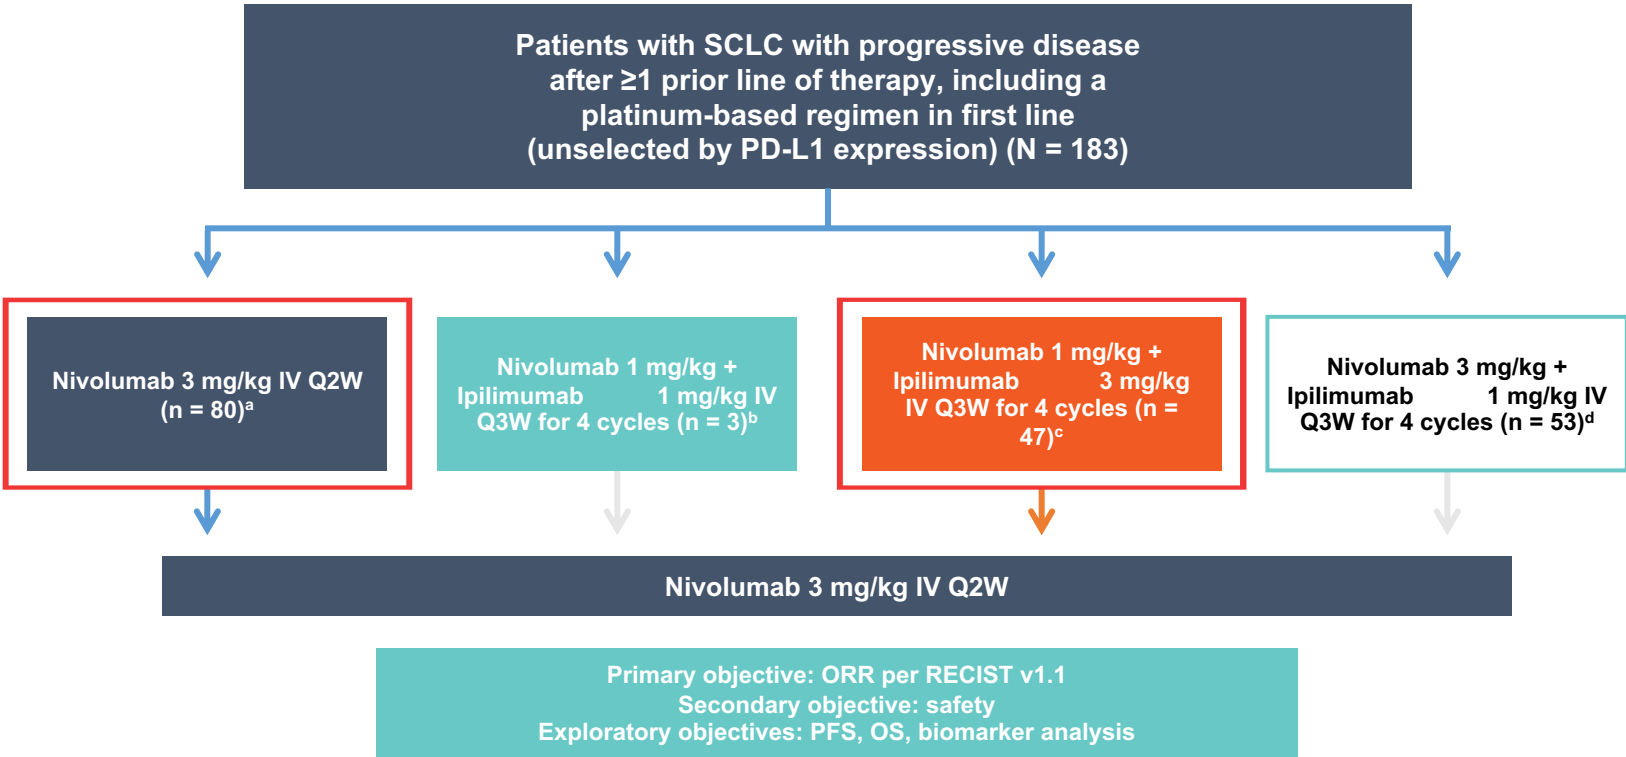 Patients with SCLC with progressive disease
after ≥1 prior line of therapy, including a
platinum-based regimen in first line
(unselected by PD-L1 expression) (N = 183)
Nivolumab 3 mg/kg IV Q2W
(n = 80)ᵃ
Nivolumab 1 mg/kg +
Ipilimumab 1 mg/kg IV
Q3W for 4 cycles (n = 3)ᵇ
Nivolumab 1 mg/kg +
Ipilimumab 3 mg/kg
IV Q3W for 4 cycles (n =
47)ᶜ
Nivolumab 3 mg/kg +
Ipilimumab 1 mg/kg IV
Q3W for 4 cycles (n = 53)ᵈ
Nivolumab 3 mg/kg IV Q2W
Primary objective: ORR per RECIST v1.1
Secondary objective: safety
Exploratory objectives: PFS, OS, biomarker analysis